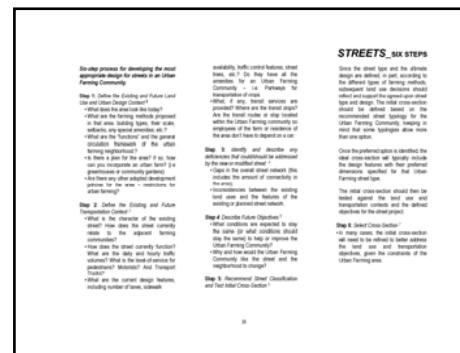 STREETS_SIX STEPS
Six-step process for developing the most
appropriate design for streets in an Urban
Farming Community.
Step 1: Define the Existing and Future Land
Use and Urban Design Context
• What does the area look like today?
• What are the farming methods proposed
in that area: building types, their scale,
setbacks, any special amenities, etc.?
• What are the "functions" and the general
circulation framework of the urban
farming neighborhood?
• Is there a plan for the area? If so, how
can you incorporate an urban farm? (i.e
greenhouses or community gardens)
• Are there any other adopted development
policies for the area – restrictions for
urban farming?
Step 2: Define the Existing and Future
Transportation Context
• What is the character of the existing
street? How does the street currently
relate to the adjacent farming
communities?
• How does the street currently function?
What are the daily and hourly traffic
volumes? What is the level-of-service for
pedestrians? Motorists? And Transport
Trucks?
• What are the current design features,
including number of lanes, sidewalk
availability, traffic control features, street
trees, etc.? Do they have all the
amenities for an Urban Farming
Community – i.e. Parkways for
transportation of crops.
• What, if any, transit services are
provided? Where are the transit stops?
Are the transit routes or stop located
within the Urban Farming community so
employees of the farm or residence of
the area don't have to depend on a car.
Step 3: Identify and describe any
deficiencies that could/should be addressed
by the new or modified street
• Gaps in the overall street network (this
includes the amount of connectivity in
the area);
• Inconsistencies between the existing
land uses and the features of the
existing or planned street network.
Step 4: Describe Future Objectives
• What conditions are expected to stay
the same (or what conditions should
stay the same) to help or improve the
Urban Farming Community?
• Why and how would the Urban Farming
Community like the street and the
neighborhood to change?
Step 5: Recommend Street Classification
and Test Initial Cross-Section
Since the street type and the ultimate
design are defined, in part, according to
the different types of farming methods,
subsequent land use decisions should
reflect and support the agreed-upon street
type and design. The initial cross-section
should be defined based on the
recommended street typology for the
Urban Farming Community, keeping in
mind that some typologies allow more
than one option.
Once the preferred option is identified, the
ideal cross-section will typically include
the design features with their preferred
dimensions specified for that Urban
Farming street type.
The initial cross-section should then be
tested against the land use and
transportation contexts and the defined
objectives for the street project.
Step 6: Select Cross-Section
• In many cases, the initial cross-section
will need to be refined to better address
the land use and transportation
objectives, given the constraints of the
Urban Farming area.